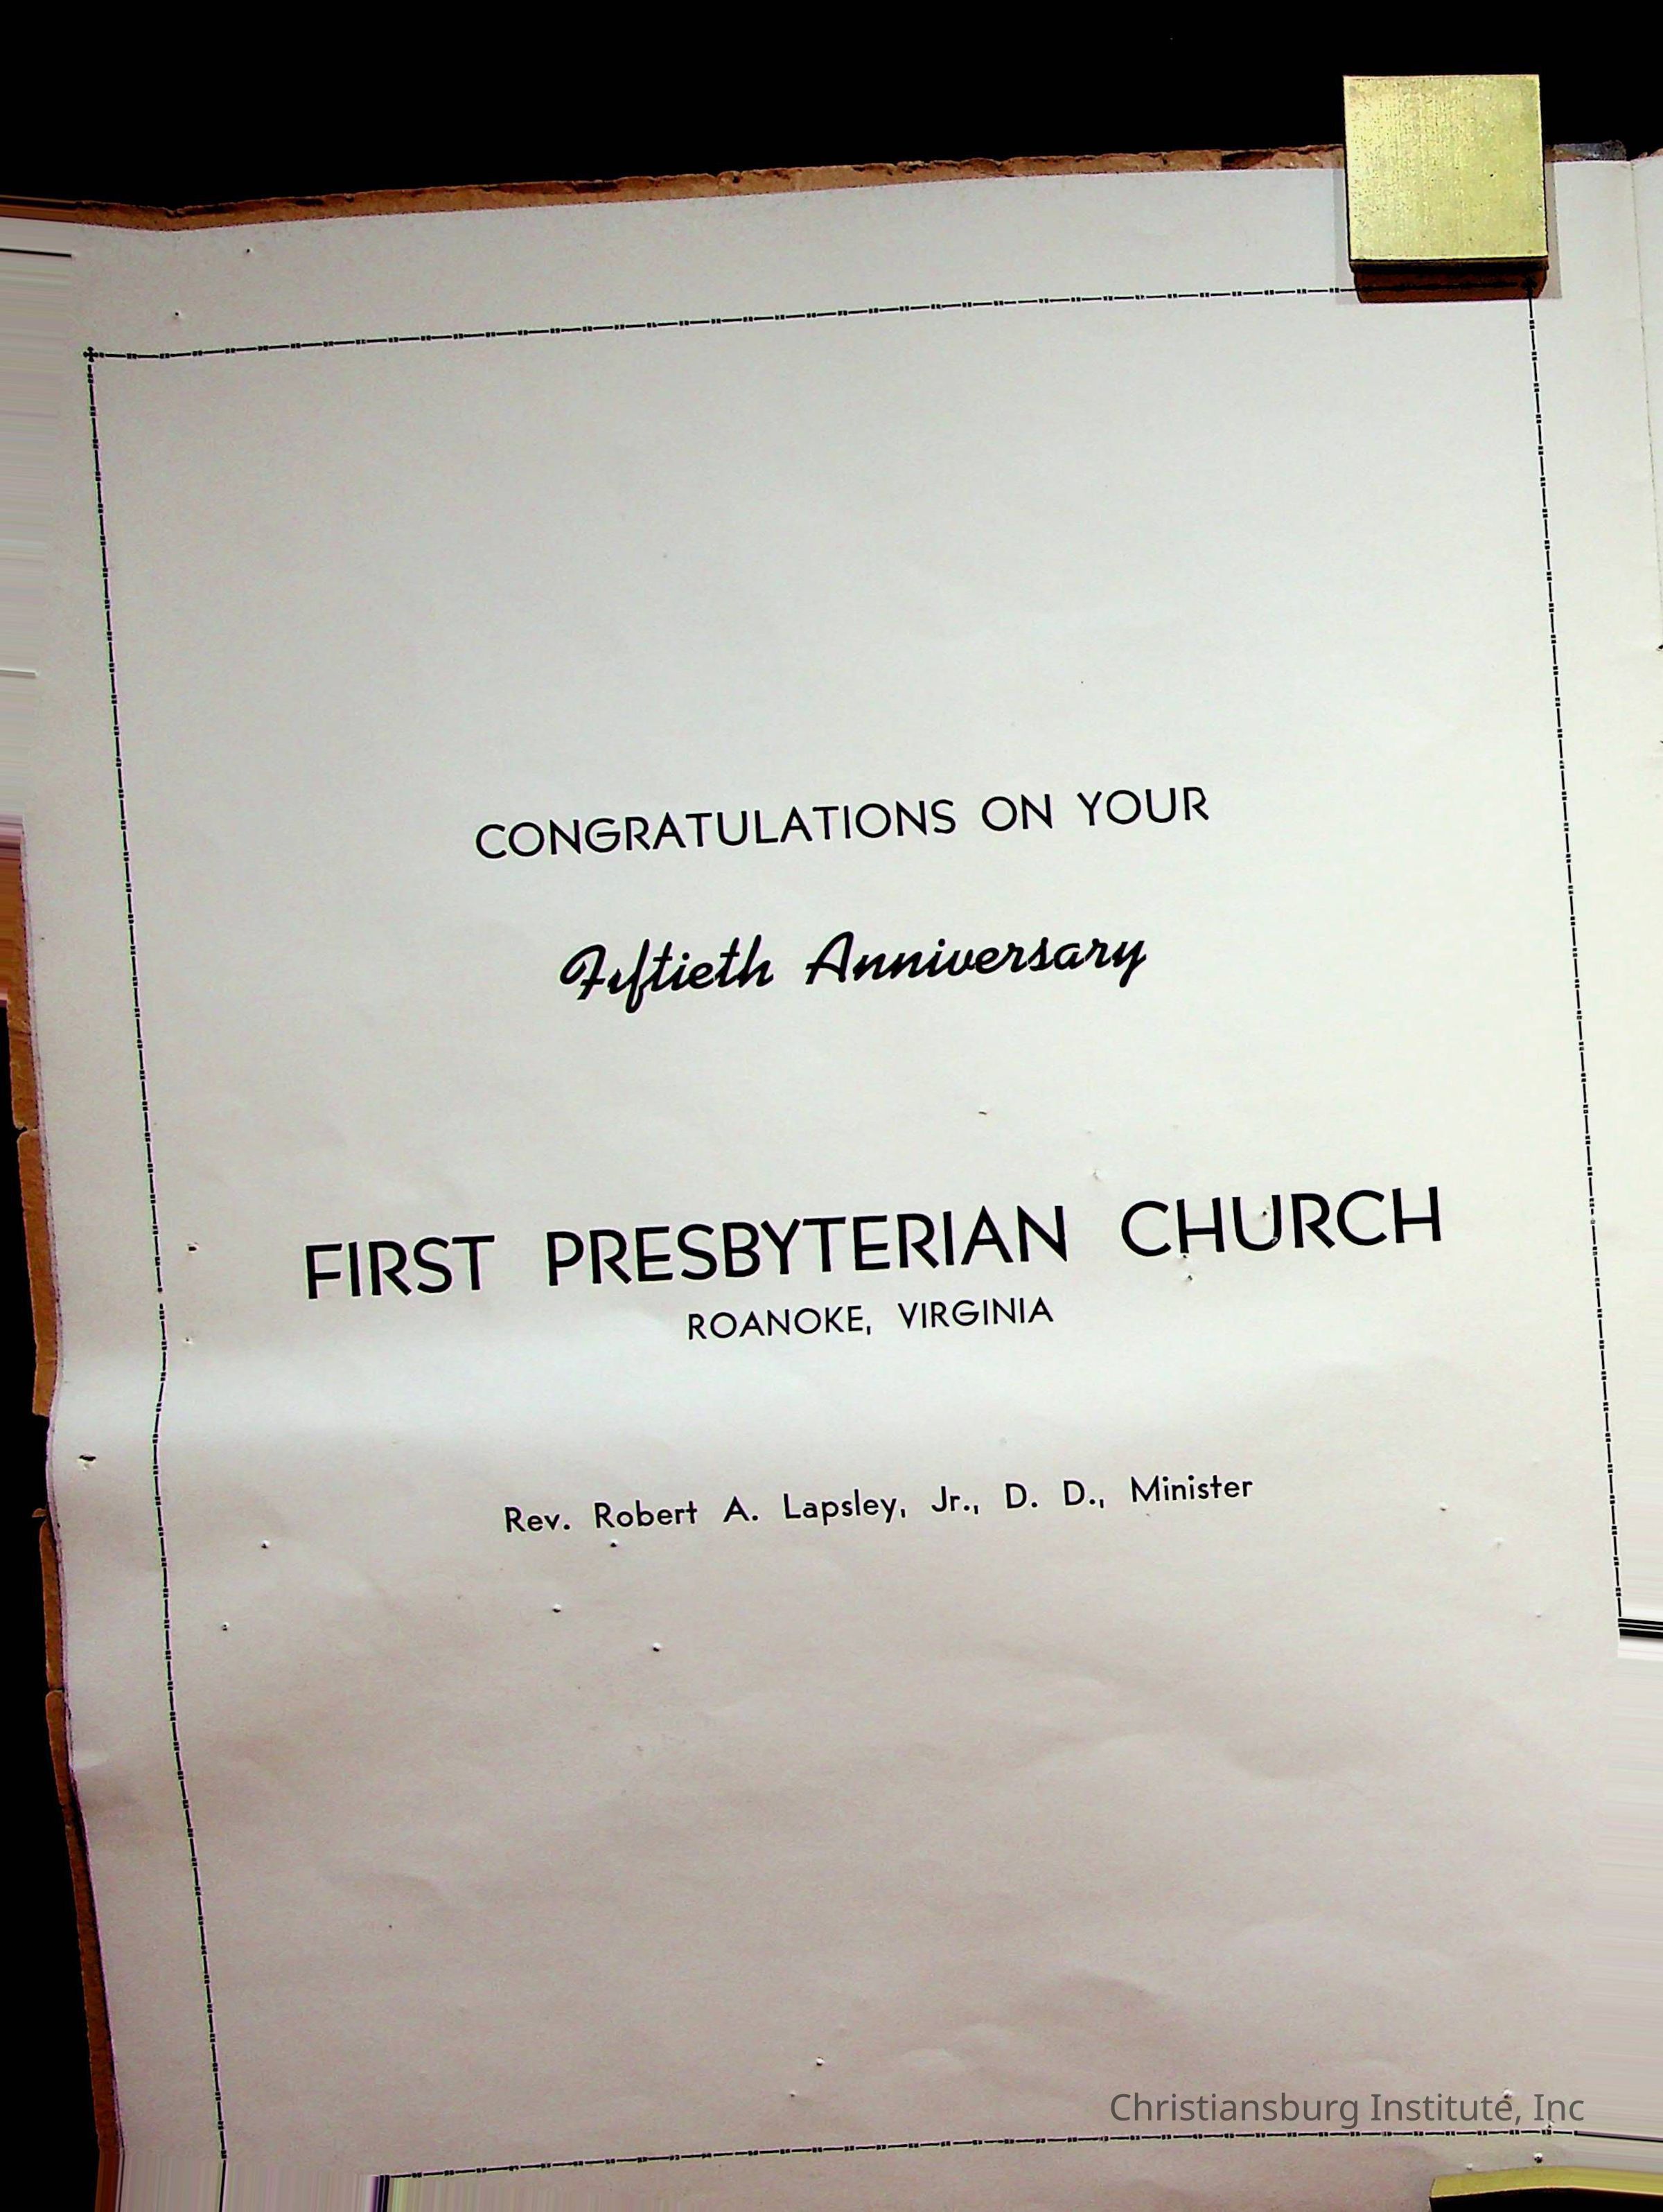 CONGRATULATIONS ON YOUR
Fiftieth Anniversary
FIRST PRESBYTERIAN CHURCH
ROANOKE, VIRGINIA
Rev. Robert A. Lapsley, Jr., D. D., Minister
Christiansburg Institute, Inc